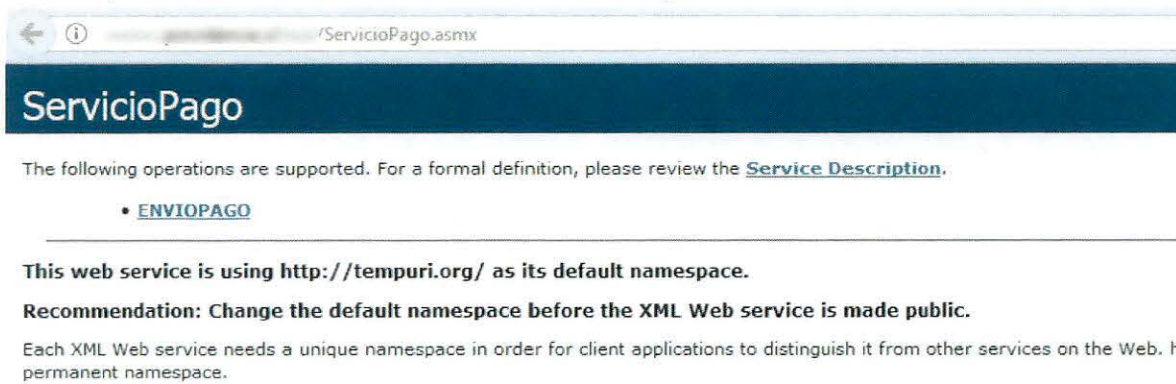 /ServicioPago.asmx
ServicioPago
The following operations are supported. For a formal definition, please review the Service Description.
• ENVIOPAGO
This web service is using http://tempuri.org/ as its default namespace.
Recommendation: Change the default namespace before the XML Web service is made public.
Each XML Web service needs a unique namespace in order for client applications to distinguish it from other services on the Web.
permanent namespace.